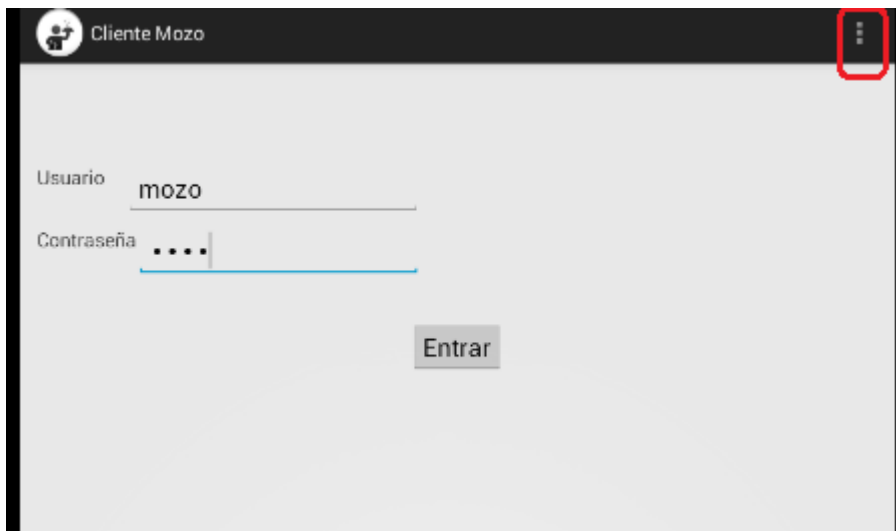 Cliente Mozo
Usuario
mozo
Contraseña
••••
Entrar